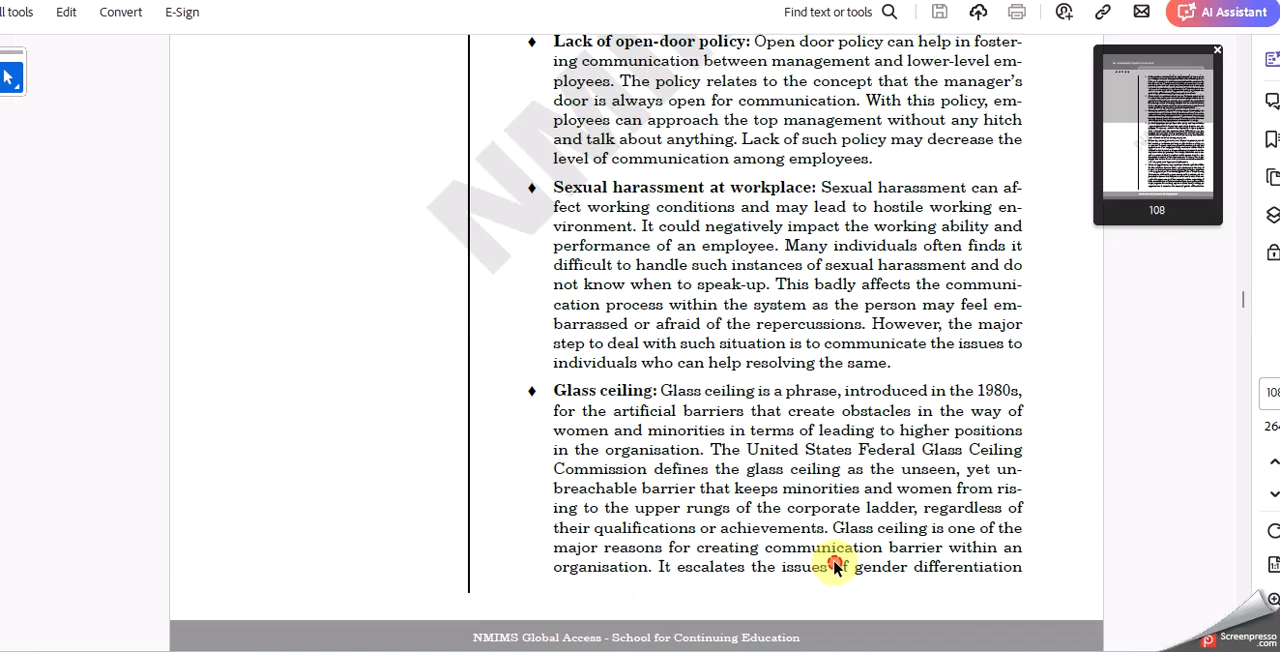 ll tools Edit Convert E-Sign Find text or tools AI Assistant
♦ Lack of open-door policy: Open door policy can help in foster-
ing communication between management and lower-level em-
ployees. The policy relates to the concept that the manager's
door is always open for communication. With this policy, em-
ployees can approach the top management without any hitch
and talk about anything. Lack of such policy may decrease the
level of communication among employees.
♦ Sexual harassment at workplace: Sexual harassment can af-
fect working conditions and may lead to hostile working en-
vironment. It could negatively impact the working ability and
performance of an employee. Many individuals often finds it
difficult to handle such instances of sexual harassment and do
not know when to speak-up. This badly affects the communi-
cation process within the system as the person may feel em-
barrassed or afraid of the repercussions. However, the major
step to deal with such situation is to communicate the issues to
individuals who can help resolving the same.
♦ Glass ceiling: Glass ceiling is a phrase, introduced in the 1980s,
for the artificial barriers that create obstacles in the way of
women and minorities in terms of leading to higher positions
in the organisation. The United States Federal Glass Ceiling
Commission defines the glass ceiling as the unseen, yet un-
breachable barrier that keeps minorities and women from ris-
ing to the upper rungs of the corporate ladder, regardless of
their qualifications or achievements. Glass ceiling is one of the
major reasons for creating communication barrier within an
organisation. It escalates the issues of gender differentiation
NMIMS Global Access - School for Continuing Education
NMIM
108
108
264
Screenpresso
.com